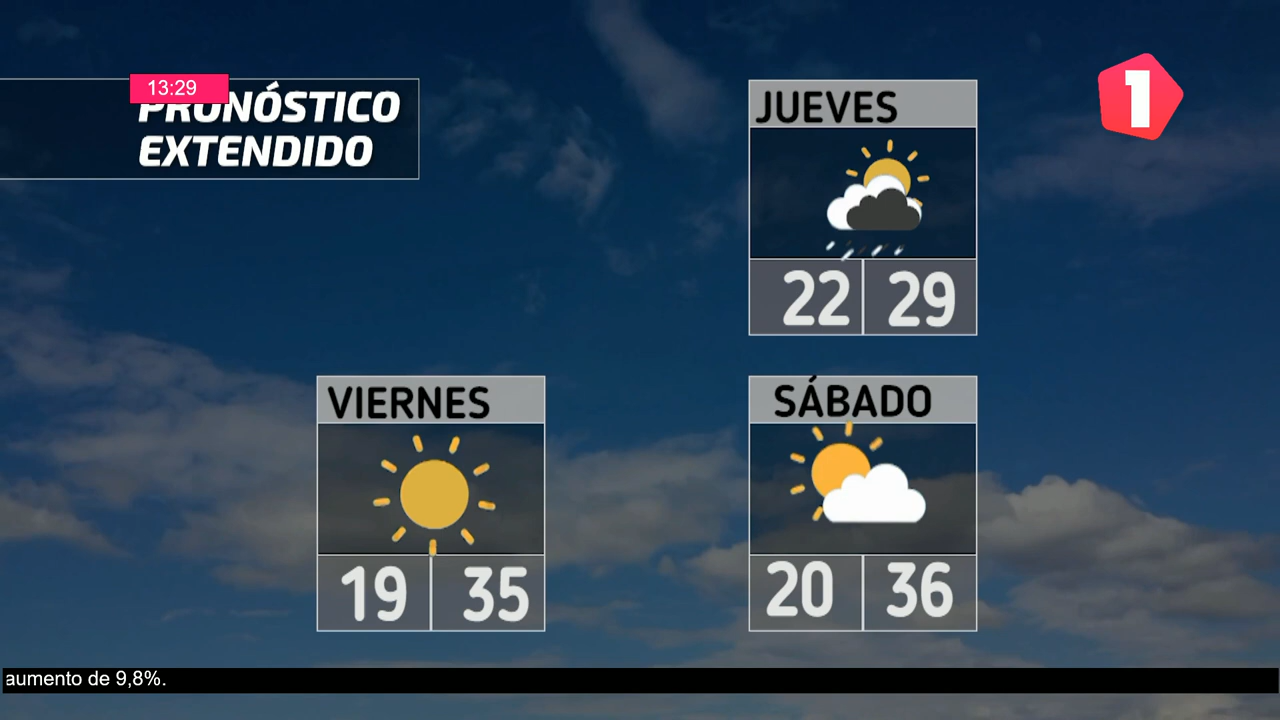 13:29
PRONÓSTICO
EXTENDIDO
JUEVES
1
22 29
VIERNES
19 35
SÁBADO
20 36
aumento de 9,8%.